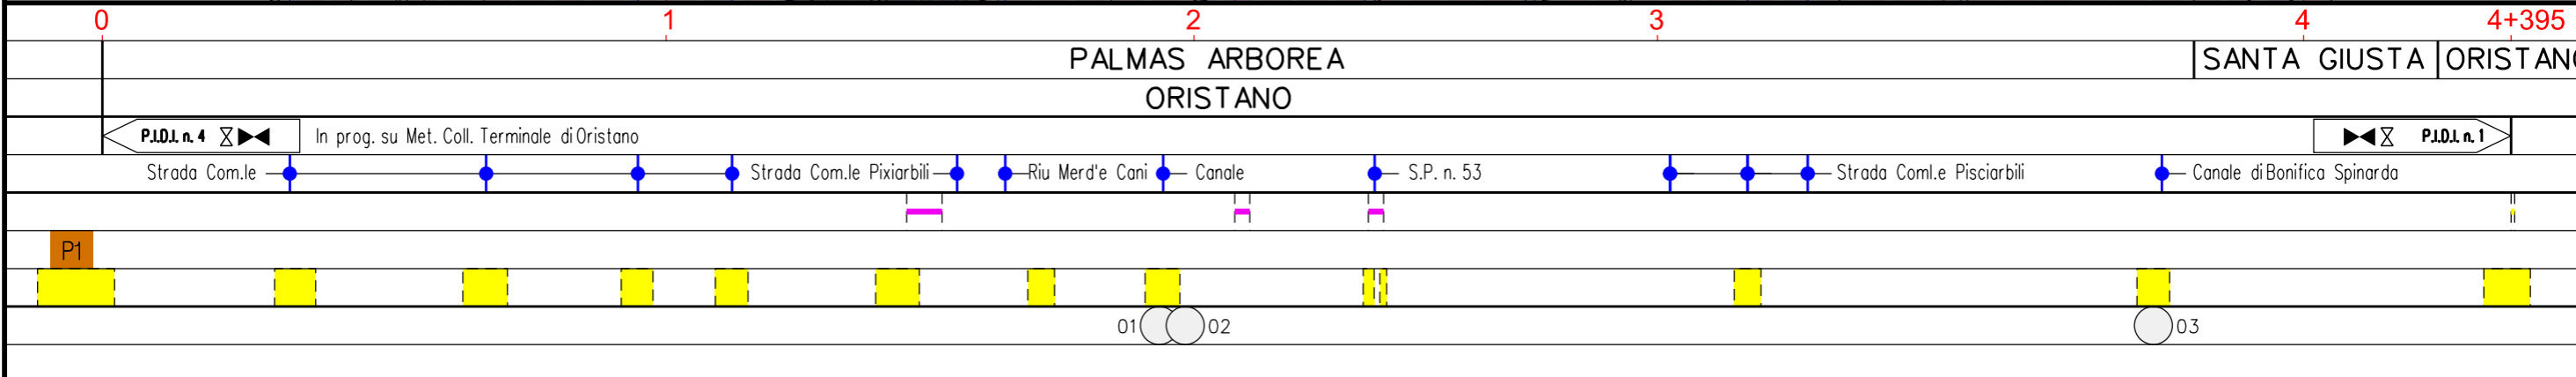 0 1 2 3 4 4+395
PALMAS ARBOREA SANTA GIUSTA ORISTANO
ORISTANO
P.I.D.I. n. 4 In prog. su Met. Coll. Terminale di Oristano P.I.D.I. n. 1
Strada Com.le Strada Com.le Pixiarbili Riu Merd'e Cani Canale S.P. n. 53 Strada Coml.e Pisciarbili Canale di Bonifica Spinarda
P1
01 02 03